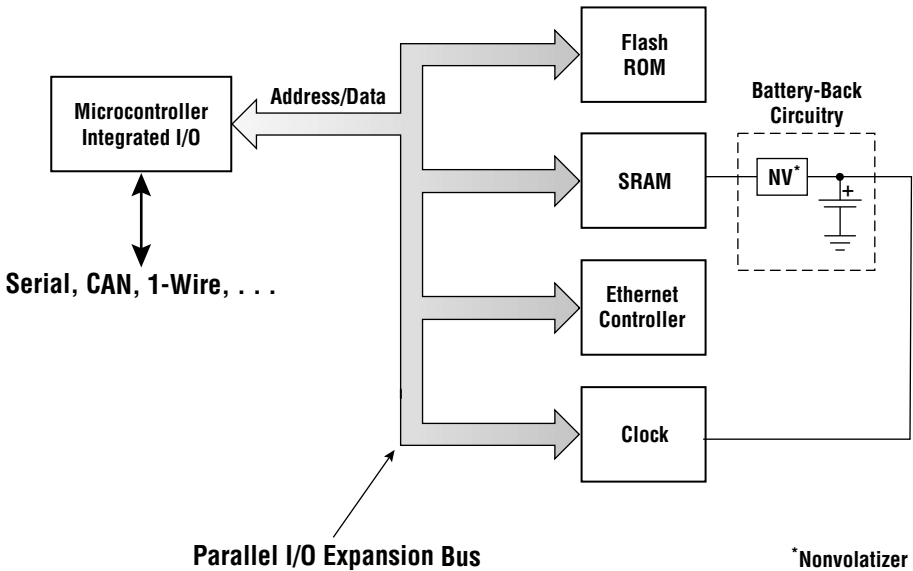 Flash
ROM
Microcontroller
Integrated I/O
Address/Data
Battery-Back
Circuitry
SRAM
NV*
+
Serial, CAN, 1-Wire, . . .
Ethernet
Controller
Clock
Parallel I/O Expansion Bus
*Nonvolatizer